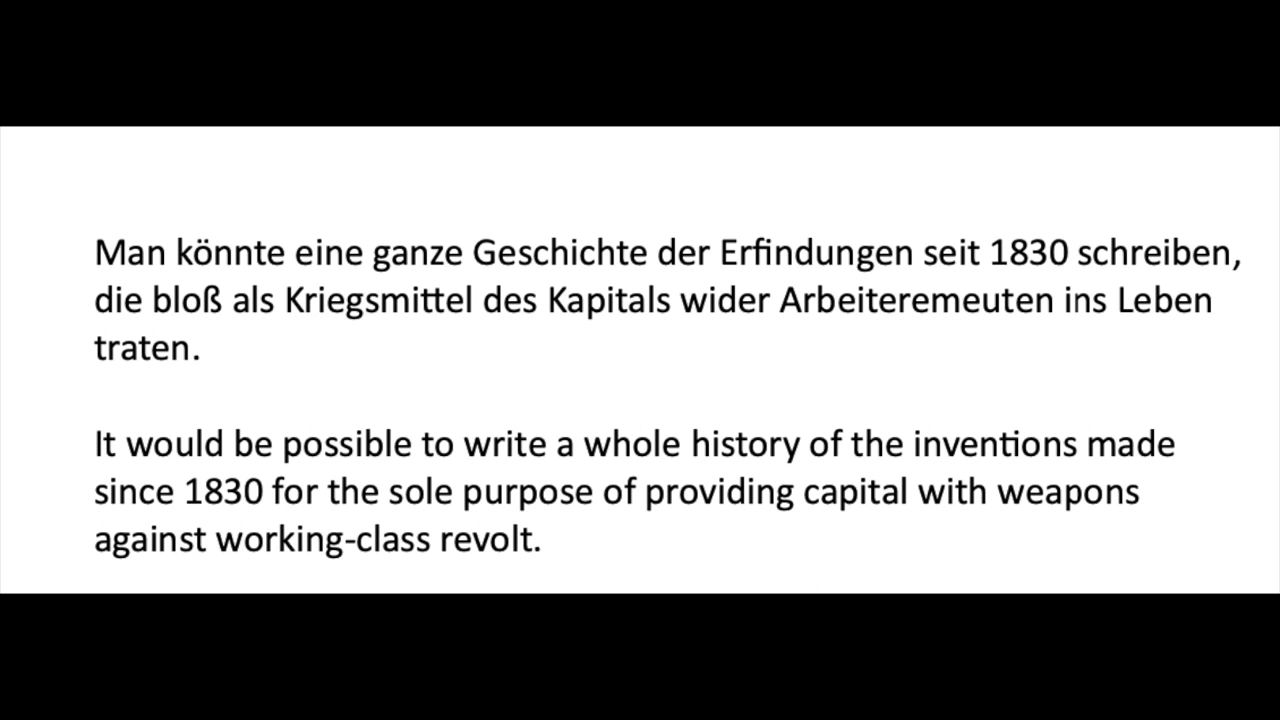 Man könnte eine ganze Geschichte der Erfindungen seit 1830 schreiben,
die bloß als Kriegsmittel des Kapitals wider Arbeiteremeuten ins Leben
traten.
It would be possible to write a whole history of the inventions made
since 1830 for the sole purpose of providing capital with weapons
against working-class revolt.